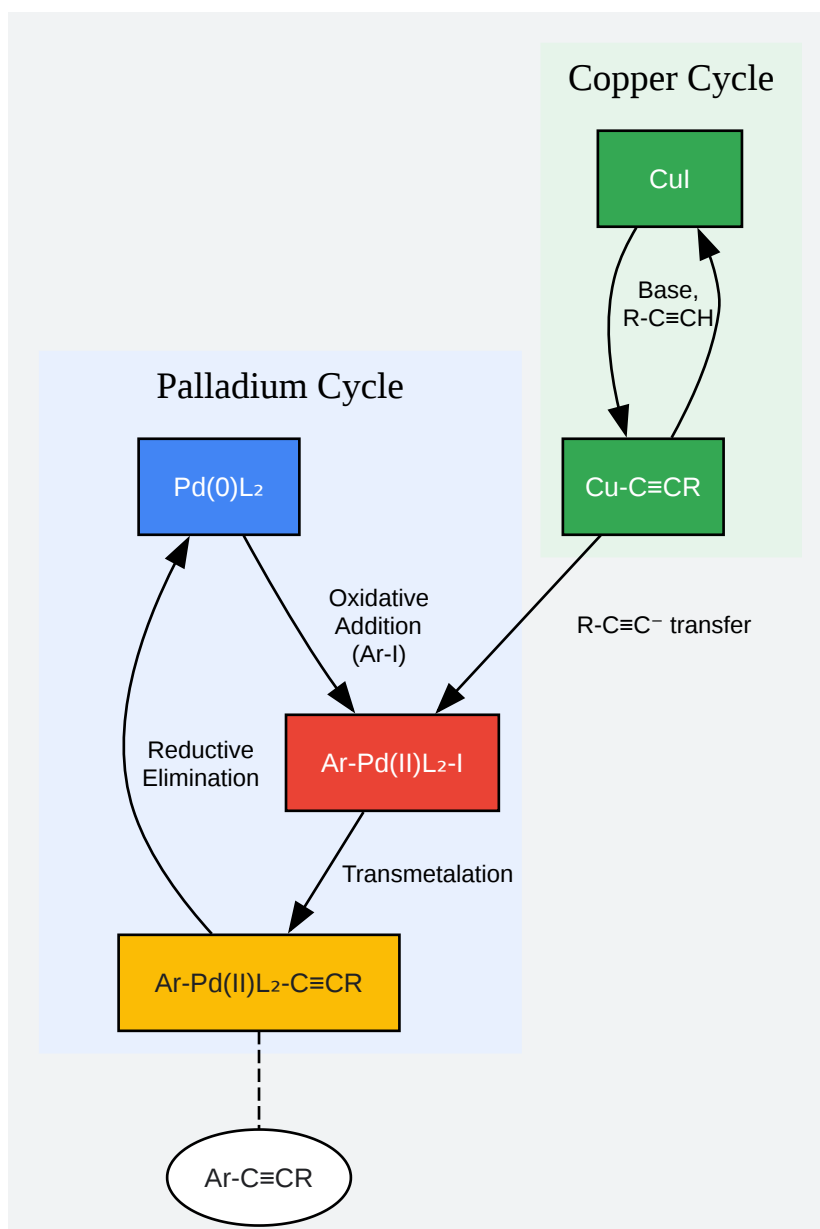 Copper Cycle
CuI
Base,
R-C≡CH
Palladium Cycle
Pd(0)L₂
Cu-C≡CR
Oxidative
Addition
(Ar-I)
R-C≡C⁻ transfer
Reductive
Elimination
Ar-Pd(II)L₂-I
Transmetalation
Ar-Pd(II)L₂-C≡CR
Ar-C≡CR